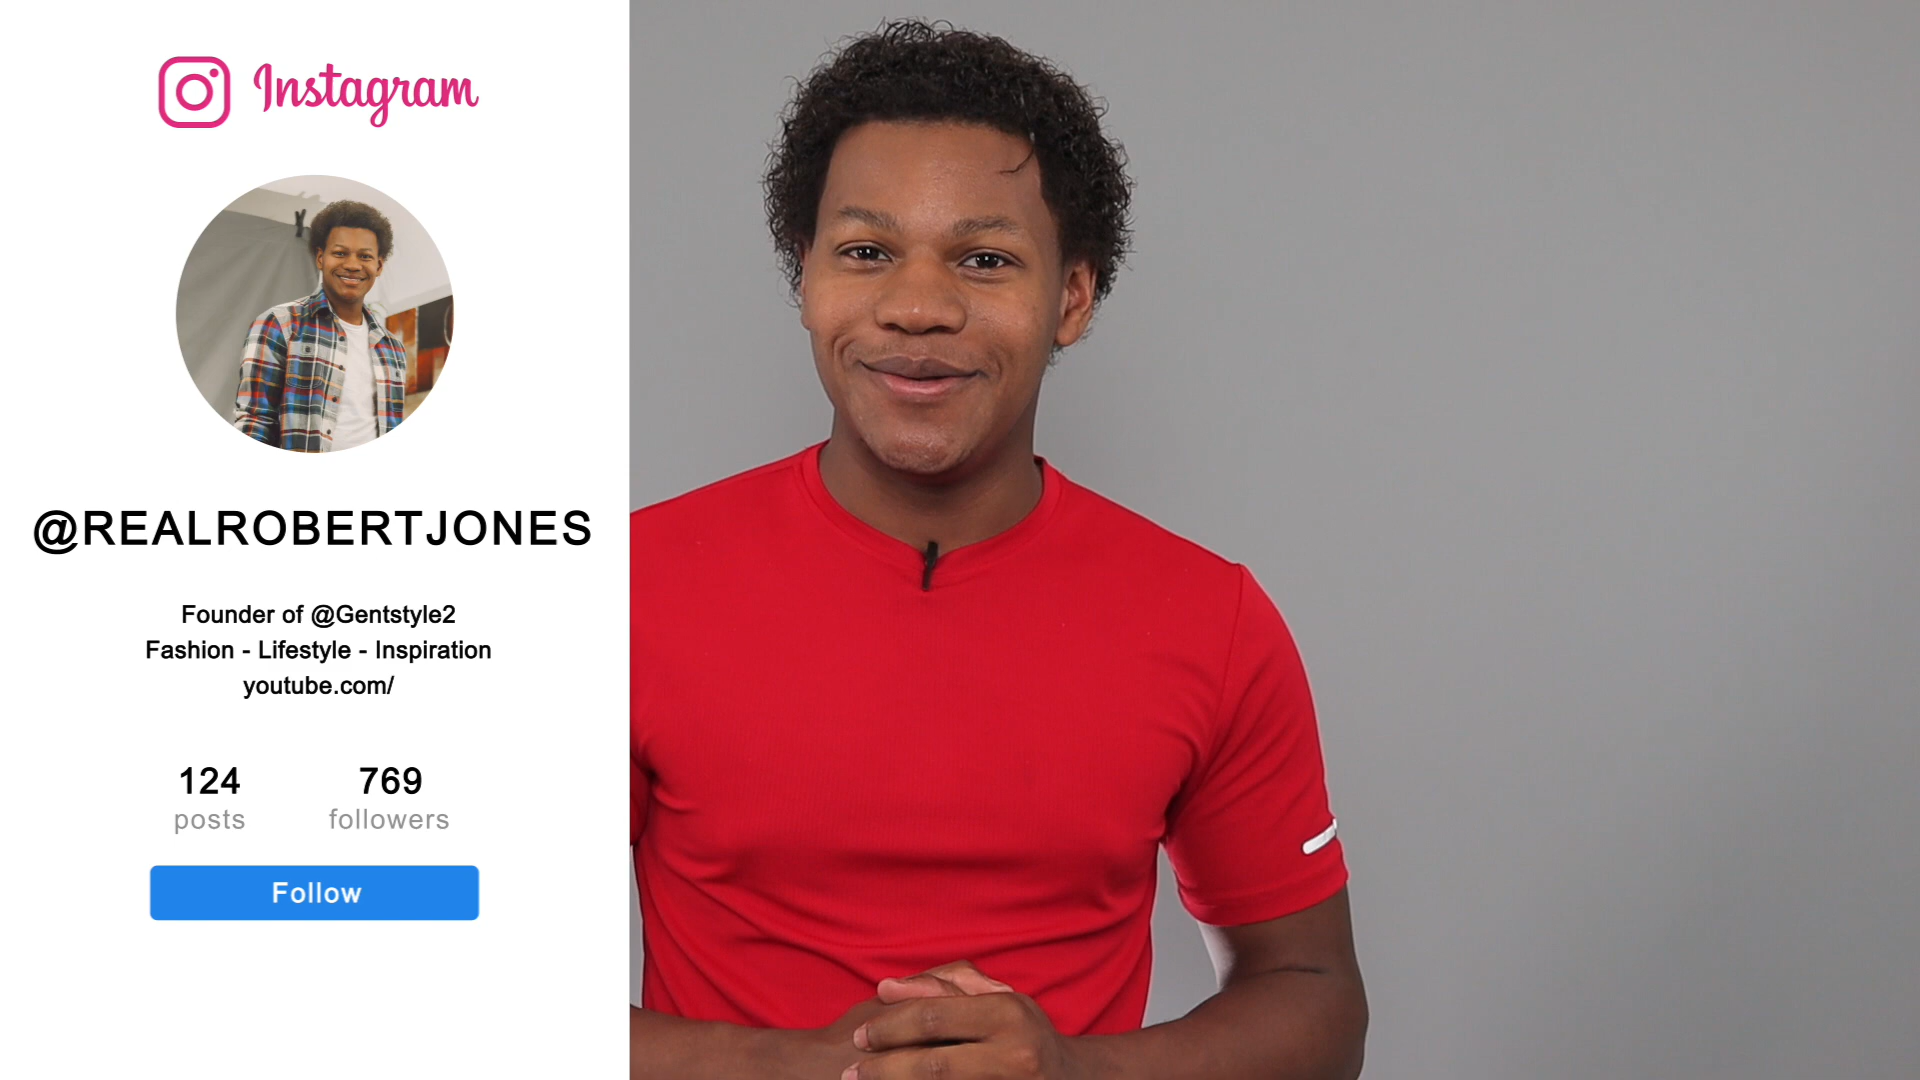 Instagram
@REALROBERTJONES
Founder of @Gentstyle2
Fashion - Lifestyle - Inspiration
youtube.com/
124
769
posts
followers
Follow